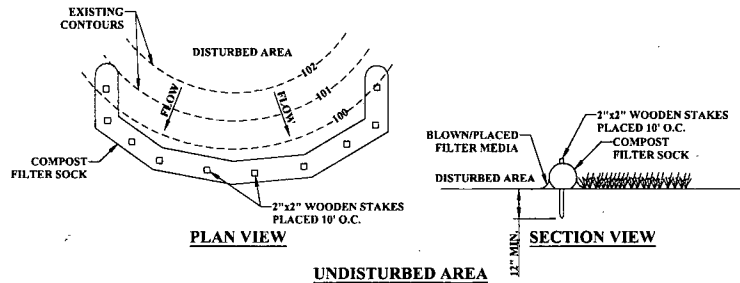 EXISTING
CONTOURS
DISTURBED AREA
102
101
100
FLOW
FLOW
COMPOST
FILTER SOCK
2"x2" WOODEN STAKES
PLACED 10' O.C.
PLAN VIEW
2"x2" WOODEN STAKES
PLACED 10' O.C.
BLOWN/PLACED
FILTER MEDIA
COMPOST
FILTER SOCK
DISTURBED AREA
12" MIN.
SECTION VIEW
UNDISTURBED AREA